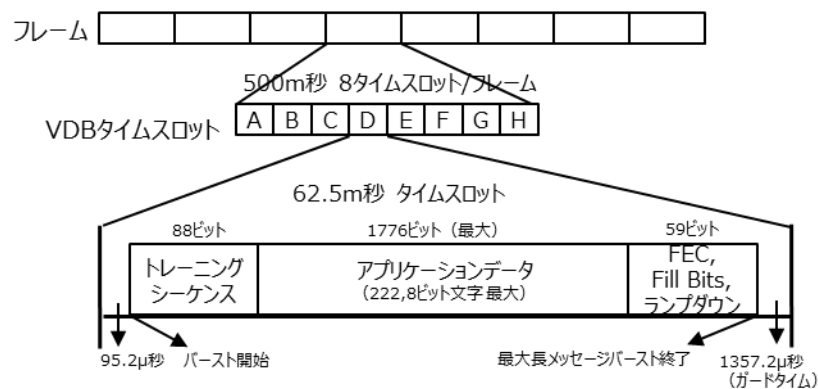 フレーム
500m秒 8タイムスロット/フレーム
VDBタイムスロット
A B C D E F G H
62.5m秒 タイムスロット
88ビット 1776ビット（最大） 59ビット
トレーニング
シーケンス
アプリケーションデータ
(222,8ビット文字 最大)
FEC,
Fill Bits,
ランプダウン
95.2μ秒 バースト開始 最大長メッセージバースト終了 1357.2μ秒
（ガードタイム）